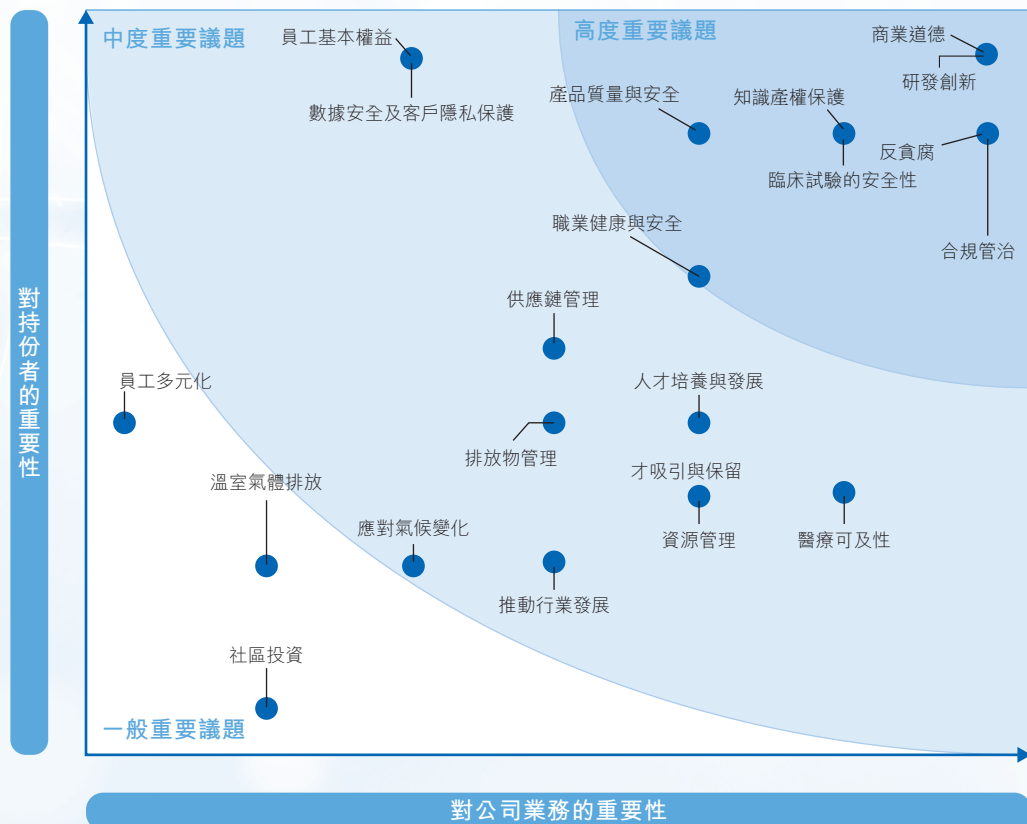 中度重要議題
員工基本權益
高度重要議題
商業道德
研發創新
數據安全及客戶隱私保護
產品質量與安全
知識產權保護
反貪腐
臨床試驗的安全性
職業健康與安全
合規管治
供應鏈管理
對持份者的重要性
員工多元化
人才培養與發展
排放物管理
才吸引與保留
溫室氣體排放
應對氣候變化
資源管理
醫療可及性
推動行業發展
社區投資
一般重要議題
對公司業務的重要性